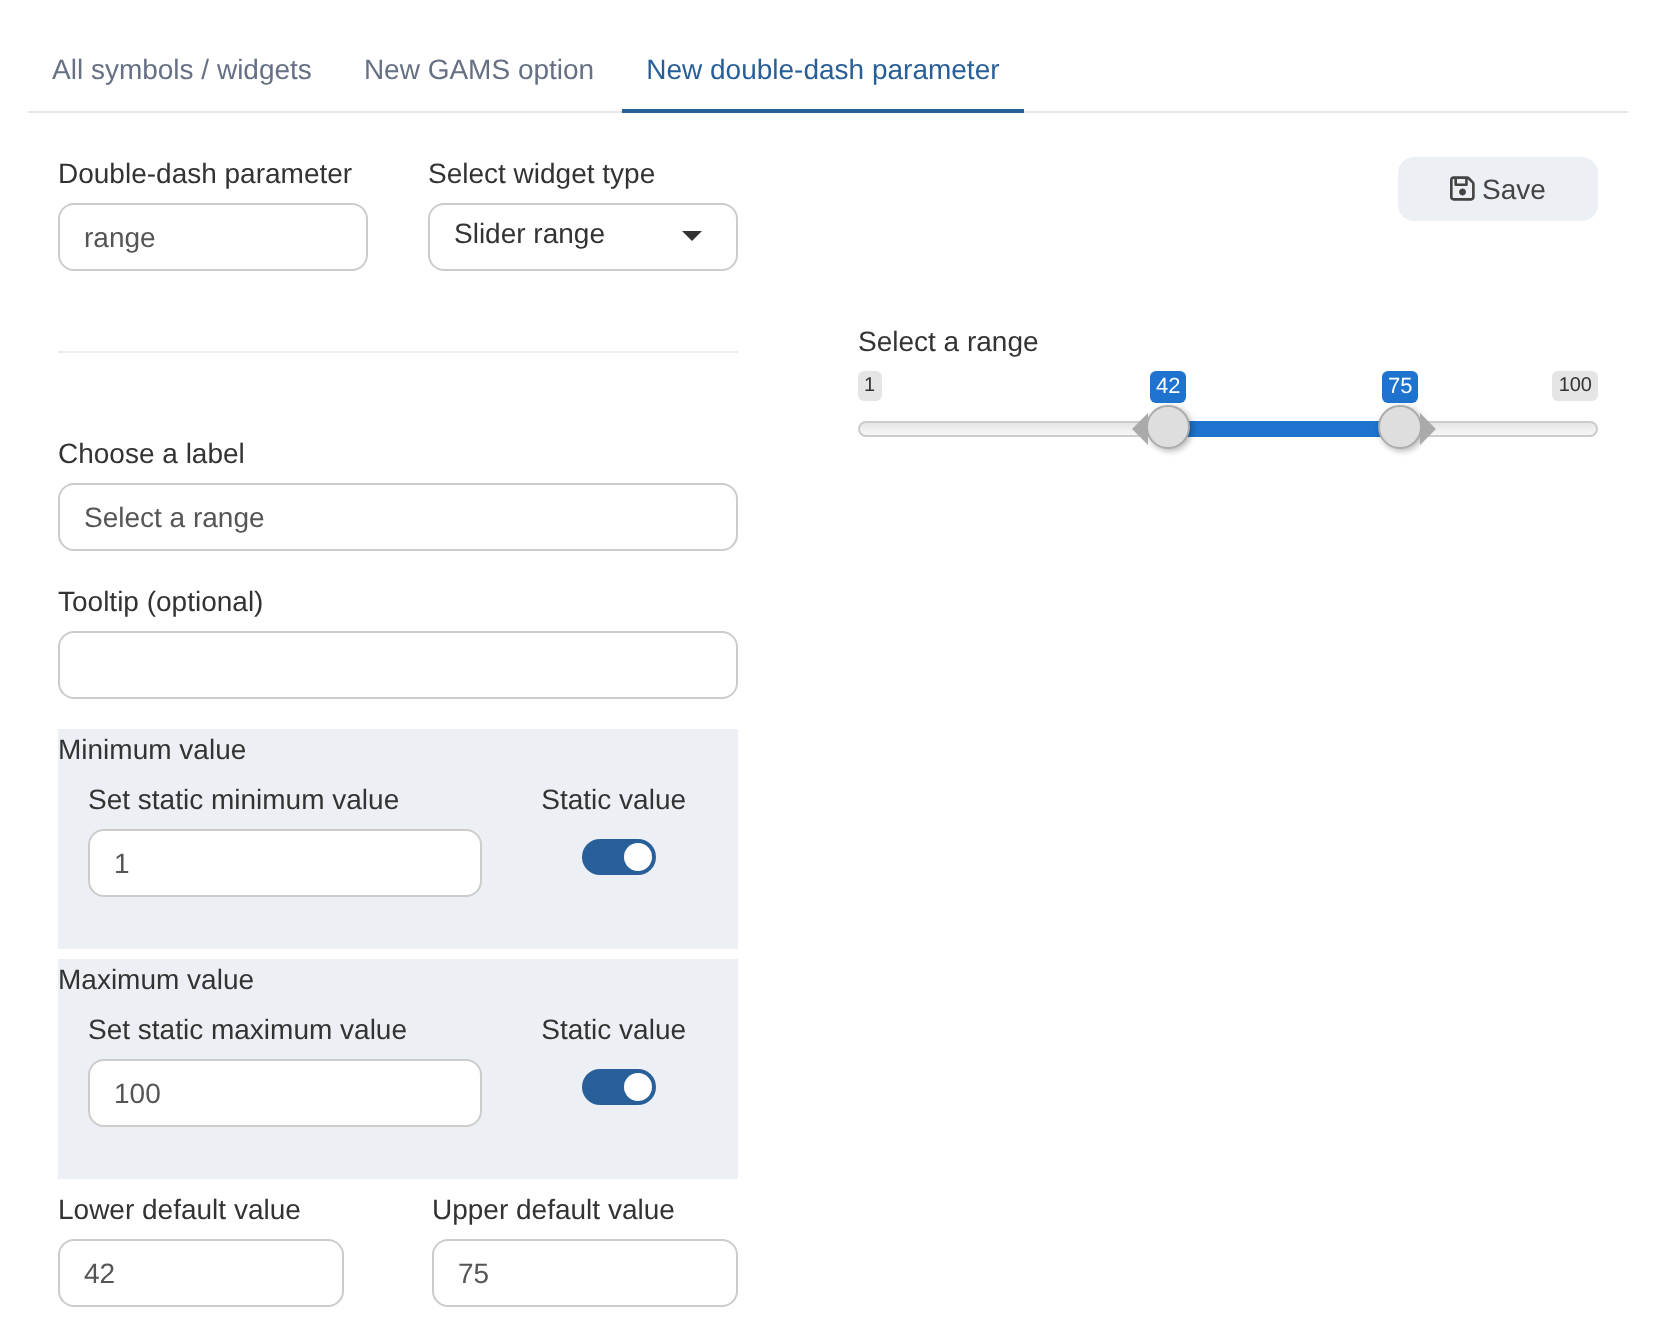 All symbols / widgets
New GAMS option
New double-dash parameter
Double-dash parameter
Select widget type
Save
range
Slider range
Select a range
1
42
75
100
Choose a label
Select a range
Tooltip (optional)
Minimum value
Set static minimum value
Static value
1
Maximum value
Set static maximum value
Static value
100
Lower default value
Upper default value
42
75